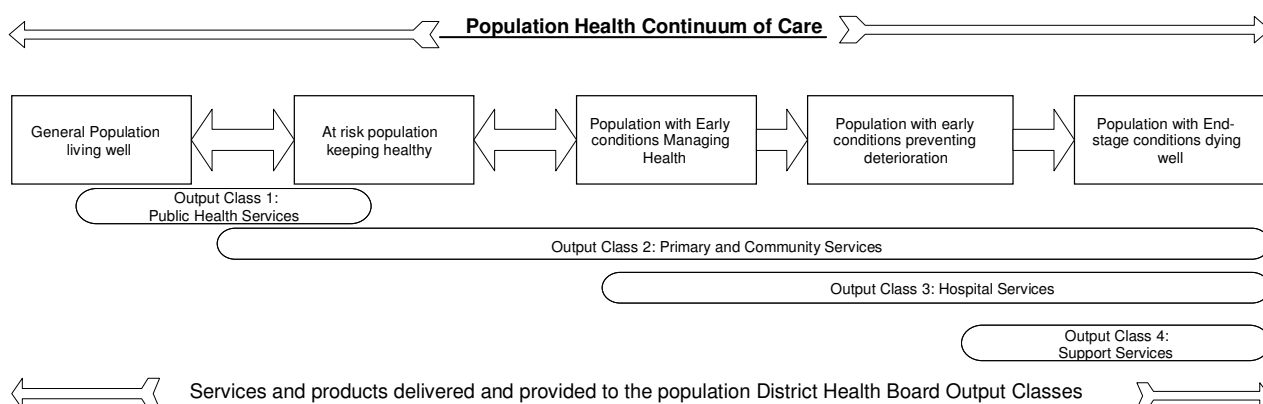 Population Health Continuum of Care
General Population
living well
At risk population
keeping healthy
Population with Early
conditions Managing
Health
Population with early
conditions preventing
deterioration
Population with End-
stage conditions dying
well
Output Class 1:
Public Health Services
Output Class 2: Primary and Community Services
Output Class 3: Hospital Services
Output Class 4:
Support Services
Services and products delivered and provided to the population District Health Board Output Classes